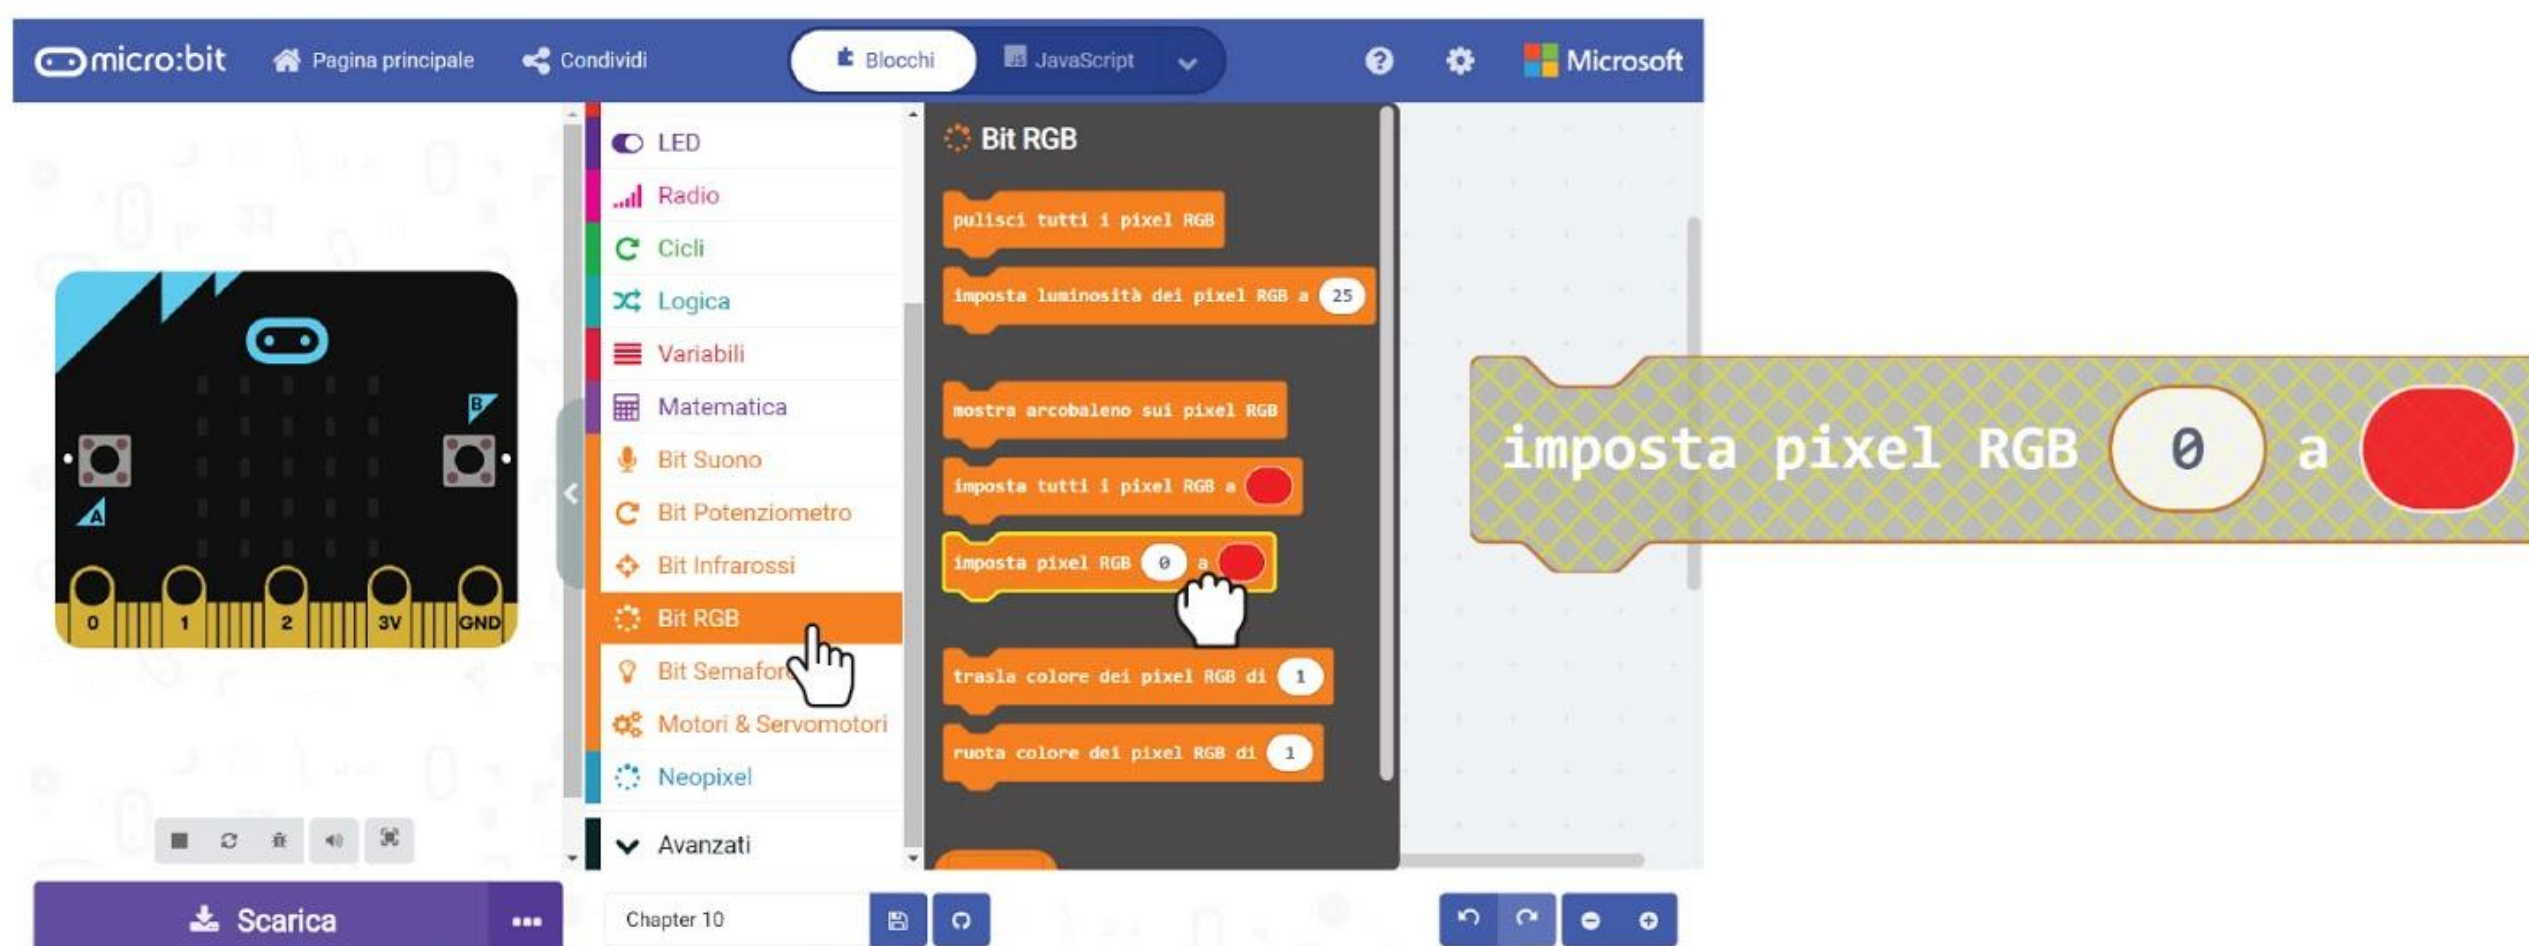 micro:bit Pagina principale Condividi Blocchi JavaScript Microsoft
LED
Radio
Cicli
Logica
Variabili
Matematica
Bit Suono
Bit Potenziometro
Bit Infrarossi
Bit RGB
Bit Semaforo
Motori & Servomotori
Neopixel
Avanzati
Bit RGB
pulisci tutti i pixel RGB
imposta luminosità dei pixel RGB a 25
mostra arcobaleno sui pixel RGB
imposta tutti i pixel RGB a
imposta pixel RGB 0 a
trasla colore dei pixel RGB di 1
ruota colore dei pixel RGB di 1
imposta pixel RGB 0 a
B
A
0 1 2 3V GND
Scarica
Chapter 10